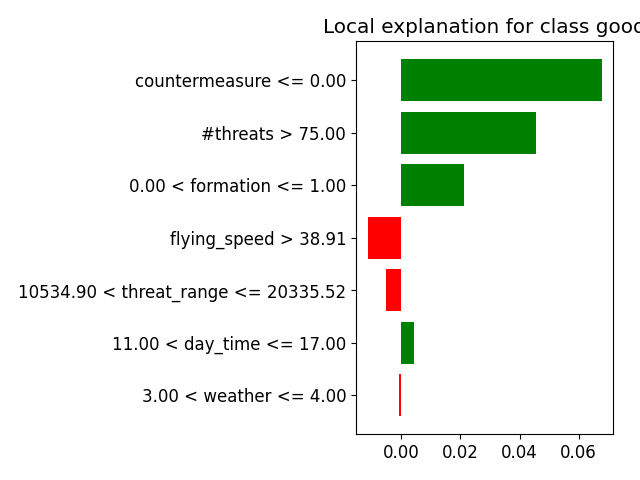 Local explanation for class good
countermeasure <= 0.00
#threats > 75.00
0.00 < formation <= 1.00
flying_speed > 38.91
10534.90 < threat_range <= 20335.52
11.00 < day_time <= 17.00
3.00 < weather <= 4.00
0.00 0.02 0.04 0.06